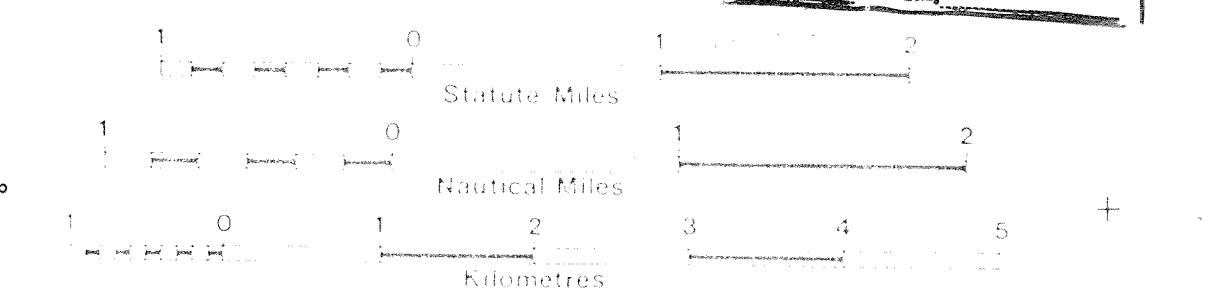 1 0 1 2
Statute Miles
1 0 1 2
Nautical Miles
1 0 1 2 3 4 5
Kilometres